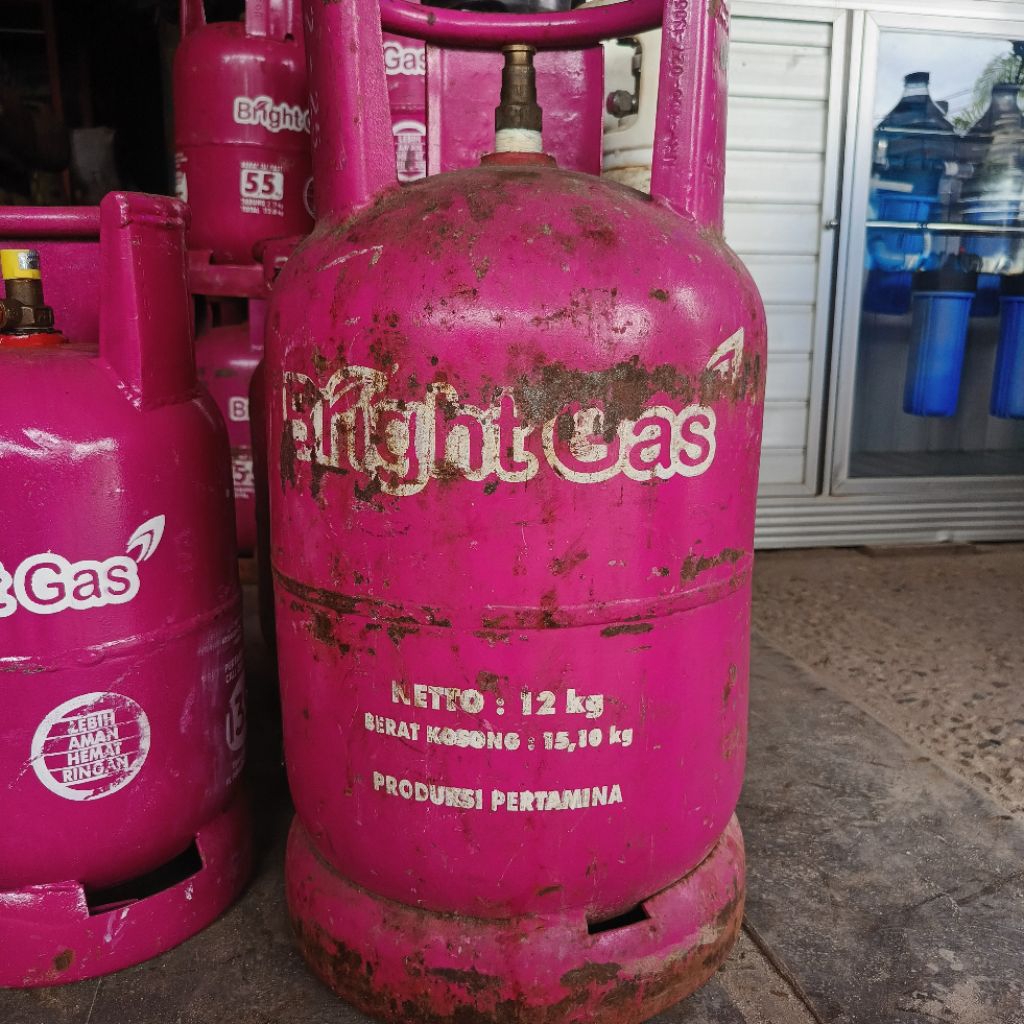 Bright Gas
NETTO : 12 kg
BERAT KOSONG : 15,10 kg
PRODUKSI PERTAMINA
t Gas
LEBIH
AMAN
HEMAT
RINGAN
Bright G
5.5
Gas